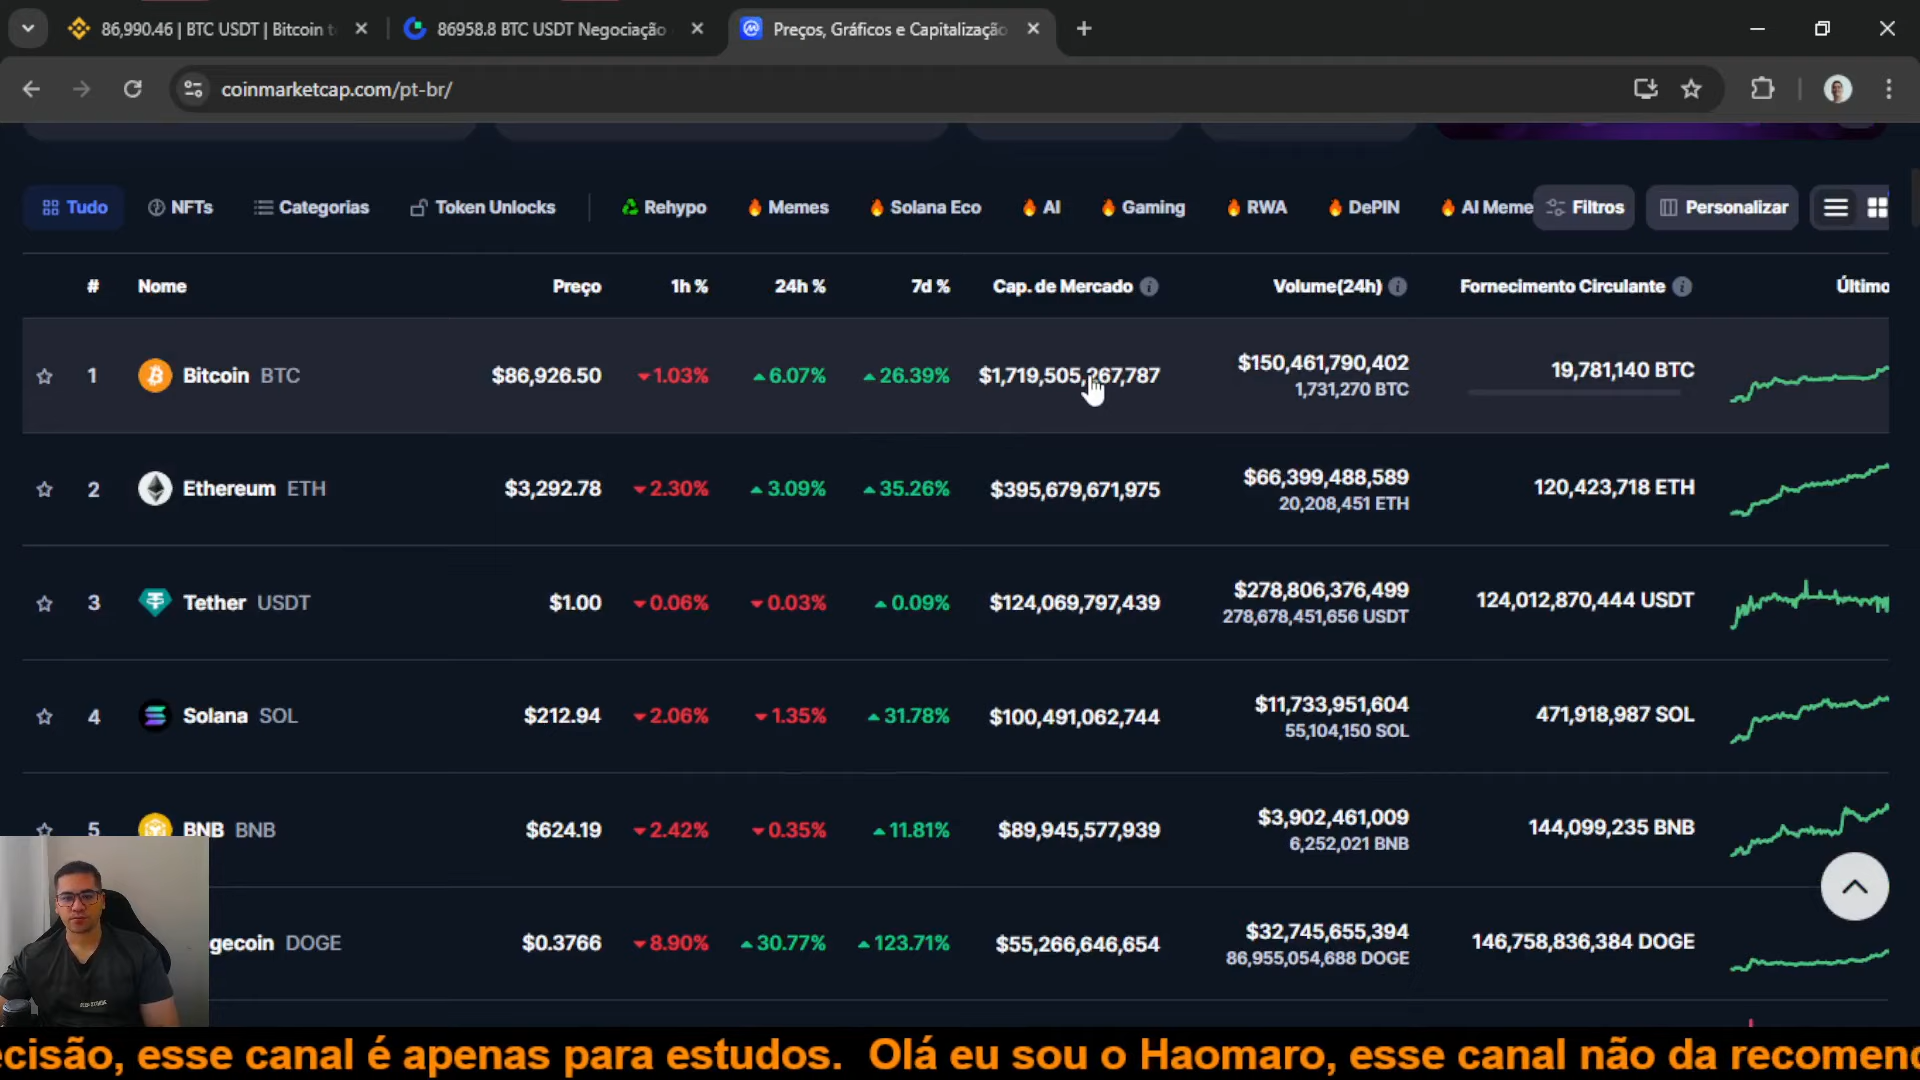 86,990.46 | BTC USDT | Bitcoin t
86958.8 BTC USDT Negociação
Preços, Gráficos e Capitalização
coinmarketcap.com/pt-br/
Tudo NFTs Categorias Token Unlocks Rehypo Memes Solana Eco AI Gaming RWA DePIN AI Meme Filtros Personalizar
# Nome Preço 1h % 24h % 7d % Cap. de Mercado Volume(24h) Fornecimento Circulante Último
1 Bitcoin BTC $86,926.50 1.03% 6.07% 26.39% $1,719,505,267,787 $150,461,790,402 19,781,140 BTC
1,731,270 BTC
2 Ethereum ETH $3,292.78 2.30% 3.09% 35.26% $395,679,671,975 $66,399,488,589 120,423,718 ETH
20,208,451 ETH
3 Tether USDT $1.00 0.06% 0.03% 0.09% $124,069,797,439 $278,806,376,499 124,012,870,444 USDT
278,678,451,656 USDT
4 Solana SOL $212.94 2.06% 1.35% 31.78% $100,491,062,744 $11,733,951,604 471,918,987 SOL
55,104,150 SOL
5 BNB BNB $624.19 2.42% 0.35% 11.81% $89,945,577,939 $3,902,461,009 144,099,235 BNB
6,252,021 BNB
gecoin DOGE $0.3766 8.90% 30.77% 123.71% $55,266,646,654 $32,745,655,394 146,758,836,384 DOGE
86,955,054,688 DOGE
ecisão, esse canal é apenas para estudos. Olá eu sou o Haomaro, esse canal não da recomend